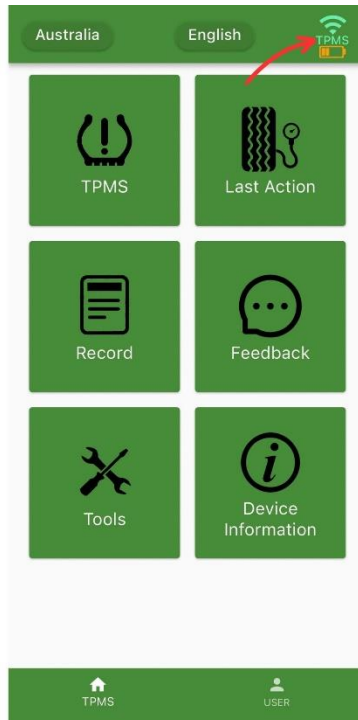 Australia
English
TPMS
TPMS
Last Action
Record
Feedback
Tools
Device
Information
TPMS
USER